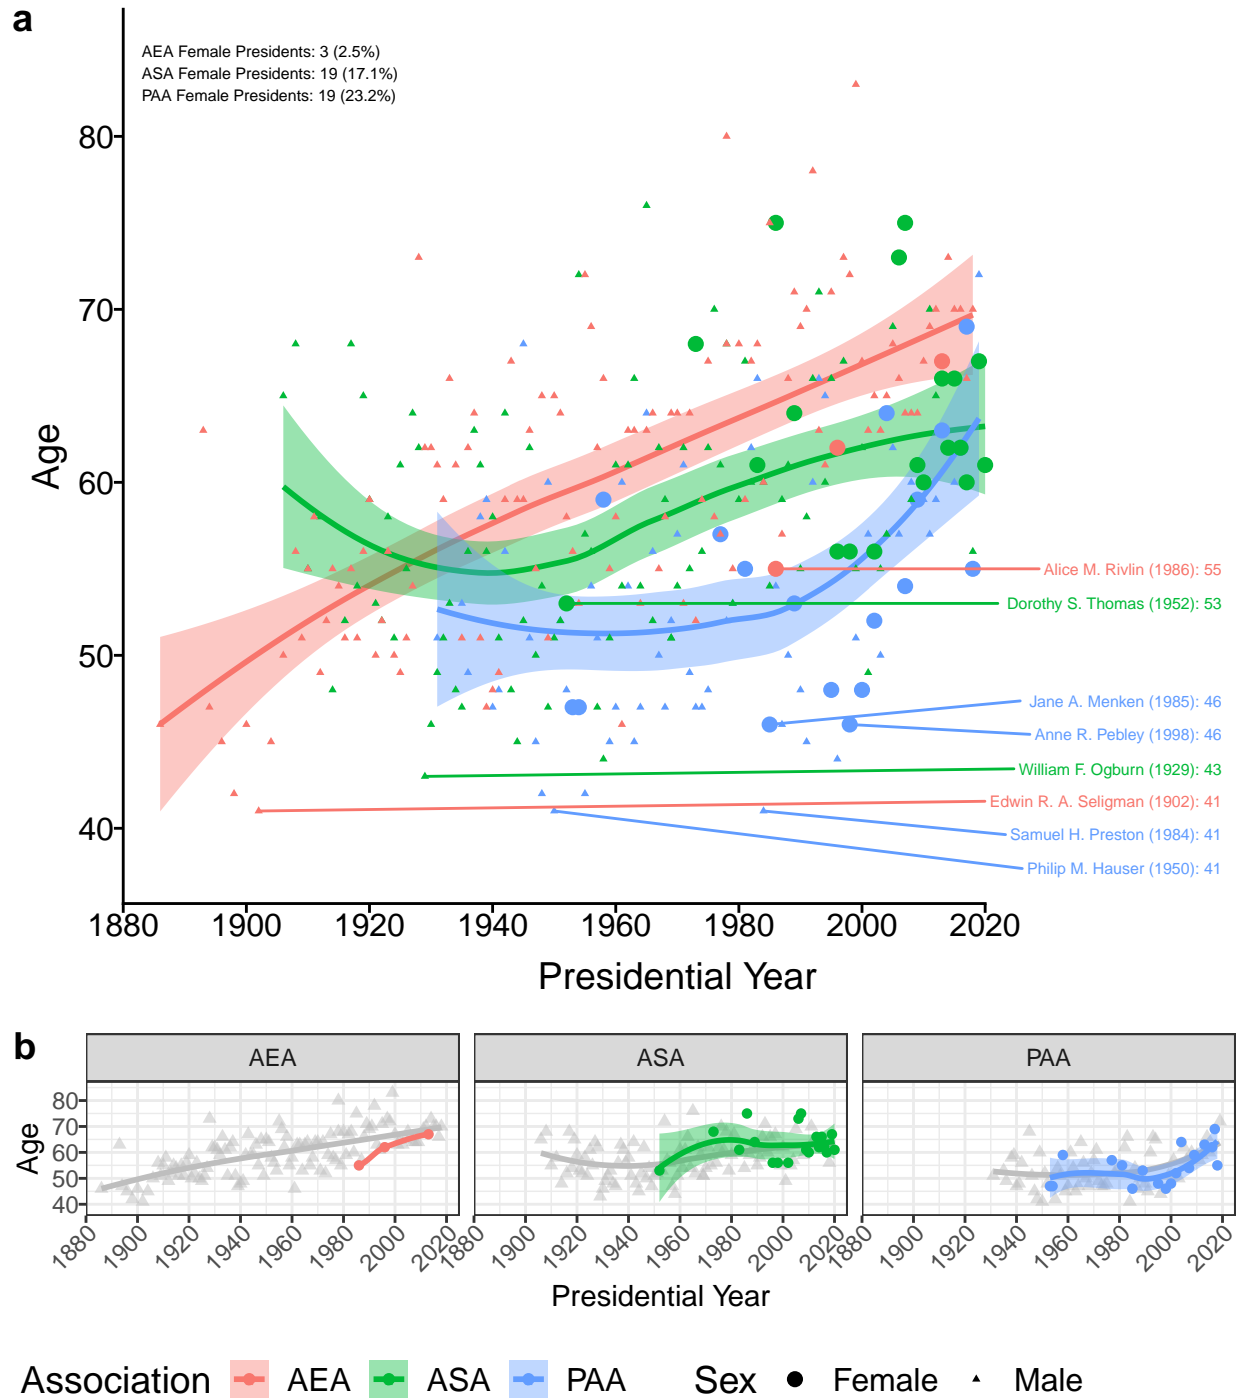 a
AEA Female Presidents: 3 (2.5%)
ASA Female Presidents: 19 (17.1%)
PAA Female Presidents: 19 (23.2%)
80
70
60
50
40
Age
Alice M. Rivlin (1986): 55
Dorothy S. Thomas (1952): 53
Jane A. Menken (1985): 46
Anne R. Pebley (1998): 46
William F. Ogburn (1929): 43
Edwin R. A. Seligman (1902): 41
Samuel H. Preston (1984): 41
Philip M. Hauser (1950): 41
1880 1900 1920 1940 1960 1980 2000 2020
Presidential Year
b
AEA ASA PAA
80
70
60
50
40
Age
1880 1900 1920 1940 1960 1980 2000 2020 1880 1900 1920 1940 1960 1980 2000 2020 1880 1900 1920 1940 1960 1980 2000 2020
Presidential Year
Association AEA ASA PAA Sex Female Male